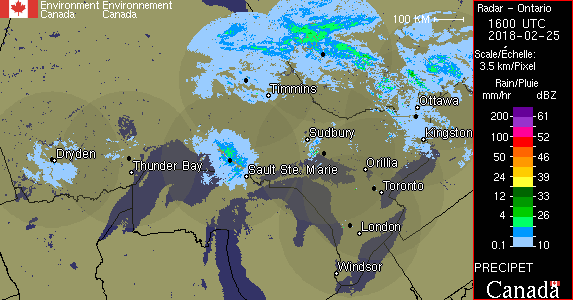 Environment Environnement
Canada Canada
100 KM
Timmins
Ottawa
Kingston
Sudbury
Dryden
Thunder Bay
Sault Ste. Marie
Orillia
Toronto
London
Windsor
Radar - Ontario
1600 UTC
2018-02-25
Scale/Échelle:
3.5 km/Pixel
Rain/Pluie
mm/hr dBZ
200 61
100 56
50 46
24 39
12 33
4 26
0.1 10
PRECIPET
Canada